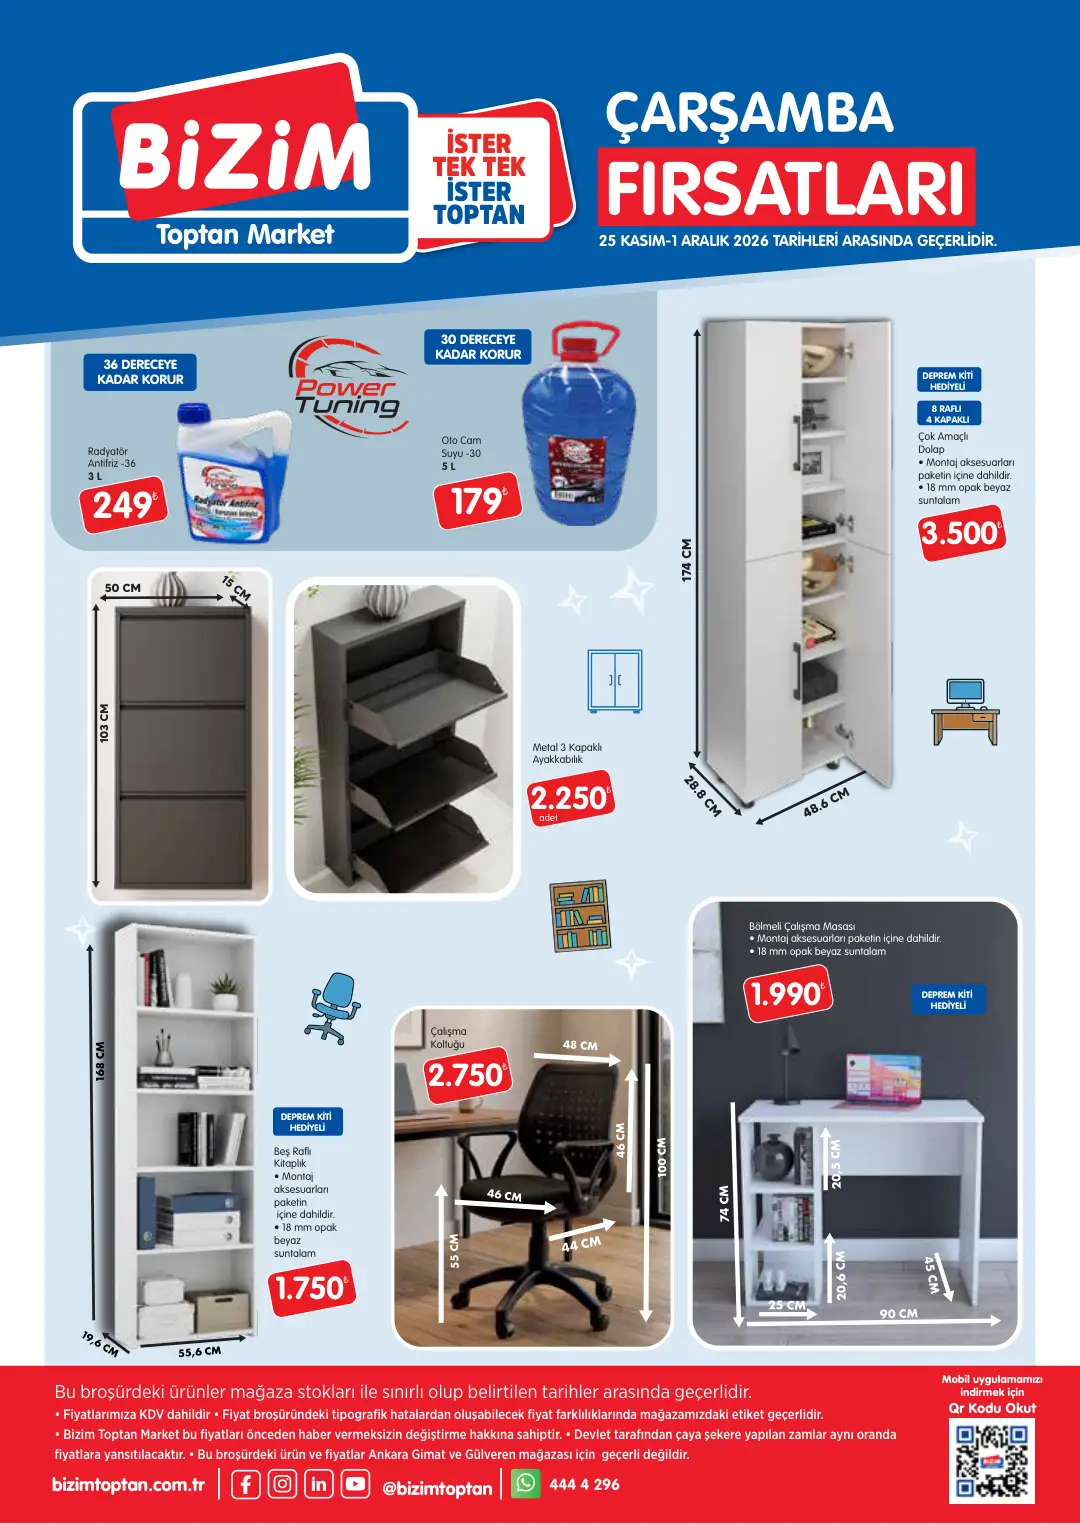 BiZiM
Toptan Market
İSTER
TEK TEK
İSTER
TOPTAN
ÇARŞAMBA
FIRSATLARI
25 KASIM-1 ARALIK 2026 TARİHLERİ ARASINDA GEÇERLİDİR.
36 DERECEYE
KADAR KORUR
Radyatör
Antifriz -36
3 L
249₺
Power
Tuning
30 DERECEYE
KADAR KORUR
Oto Cam
Suyu -30
5 L
179₺
Radyatör Antifriz
174 CM
28.8 CM
48.6 CM
DEPREM KİTİ
HEDİYELİ
8 RAFLI
4 KAPAKLI
Çok Amaçlı
Dolap
• Montaj aksesuarları
paketin içine dahildir.
• 18 mm opak beyaz
suntalam
3.500₺
50 CM
15 CM
103 CM
Metal 3 Kapaklı
Ayakkabılık
2.250₺
adet
168 CM
19,6 CM
55,6 CM
DEPREM KİTİ
HEDİYELİ
Beş Raflı
Kitaplık
• Montaj
aksesuarları
paketin
içine dahildir.
• 18 mm opak
beyaz
suntalam
1.750₺
Çalışma
Koltuğu
2.750₺
48 CM
46 CM
100 CM
46 CM
44 CM
55 CM
Bölmeli Çalışma Masası
• Montaj aksesuarları paketin içine dahildir.
• 18 mm opak beyaz suntalam
1.990₺
DEPREM KİTİ
HEDİYELİ
74 CM
20,5 CM
20,6 CM
25 CM
45 CM
90 CM
Bu broşürdeki ürünler mağaza stokları ile sınırlı olup belirtilen tarihler arasında geçerlidir.
• Fiyatlarımıza KDV dahildir • Fiyat broşüründeki tipografik hatalardan oluşabilecek fiyat farklılıklarında mağazamızdaki etiket geçerlidir.
• Bizim Toptan Market bu fiyatları önceden haber vermeksizin değiştirme hakkına sahiptir. • Devlet tarafından çaya şekere yapılan zamlar aynı oranda
fiyatlara yansıtılacaktır. • Bu broşürdeki ürün ve fiyatlar Ankara Gimat ve Gülveren mağazası için geçerli değildir.
bizimtoptan.com.tr
@bizimtoptan
444 4 296
Mobil uygulamamızı
indirmek için
Qr Kodu Okut